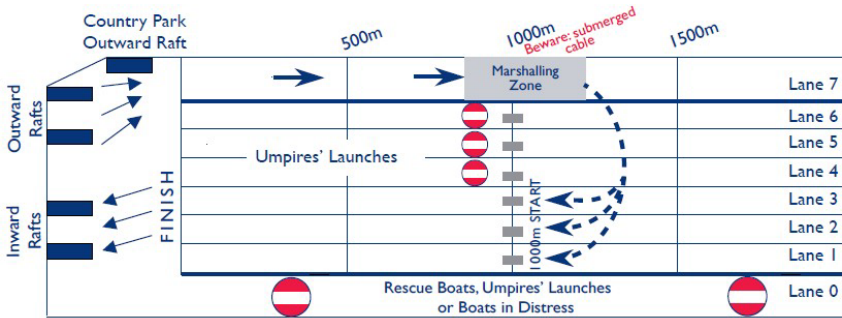 Country Park
Outward Raft
500m
1000m
Beware: submerged
cable
1500m
Marshalling
Zone
Lane 7
Outward
Rafts
Lane 6
Lane 5
Umpires' Launches
Lane 4
FINISH
1000m START
Lane 3
Inward
Rafts
Lane 2
Lane 1
Rescue Boats, Umpires' Launches
or Boats in Distress
Lane 0